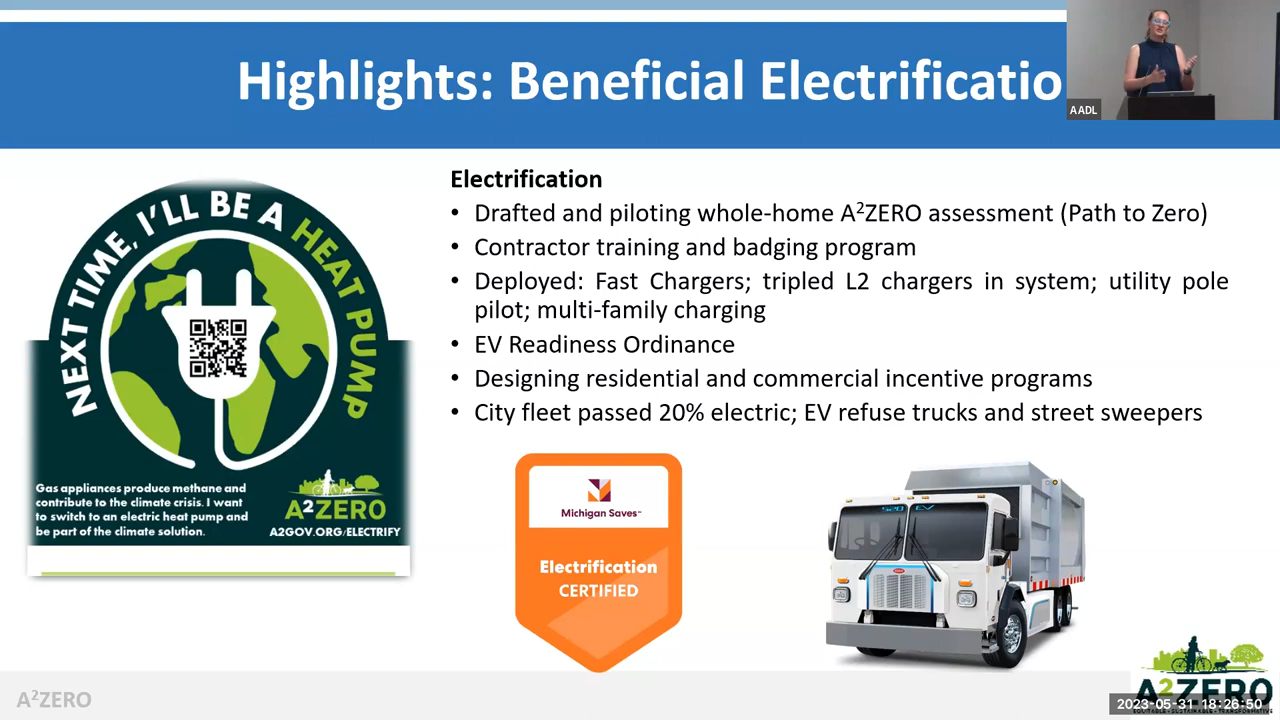 Highlights: Beneficial Electrificatio
AADL
Electrification
• Drafted and piloting whole-home A²ZERO assessment (Path to Zero)
• Contractor training and badging program
• Deployed: Fast Chargers; tripled L2 chargers in system; utility pole
pilot; multi-family charging
• EV Readiness Ordinance
• Designing residential and commercial incentive programs
• City fleet passed 20% electric; EV refuse trucks and street sweepers
NEXT TIME, I'LL BE A HEAT PUMP
Gas appliances produce methane and
contribute to the climate crisis. I want
to switch to an electric heat pump and
be part of the climate solution.
A²ZERO
A2GOV.ORG/ELECTRIFY
Michigan Saves
Electrification
CERTIFIED
520 EV
A²ZERO
A²ZERO
2023-05-31 18:26:50